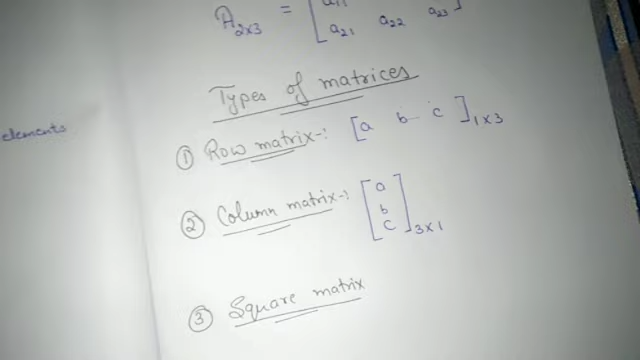 A₂ₓ₃ = [ a₁₁
a₂₁ a₂₂ a₂₃ ]
elements
Types of matrices
① Row matrix-: [a b c]₁ₓ₃
② Column matrix-: [a
b
c]₃ₓ₁
③ Square matrix